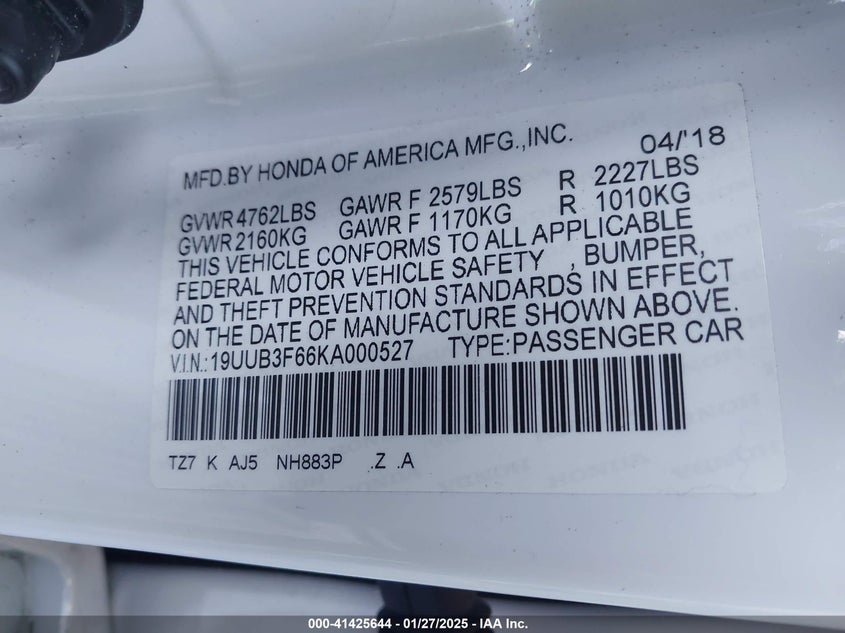 MFD.BY HONDA OF AMERICA MFG.,INC. 04/'18
GVWR 4762LBS GAWR F 2579LBS R 2227LBS
GVWR 2160KG GAWR F 1170KG R 1010KG
THIS VEHICLE CONFORMS TO ALL APPLICABLE
FEDERAL MOTOR VEHICLE SAFETY , BUMPER,
AND THEFT PREVENTION STANDARDS IN EFFECT
ON THE DATE OF MANUFACTURE SHOWN ABOVE.
V.I.N.:19UUB3F66KA000527 TYPE:PASSENGER CAR
TZ7 K AJ5 NH883P .Z .A
000-41425644 — 01/27/2025 — IAA Inc.